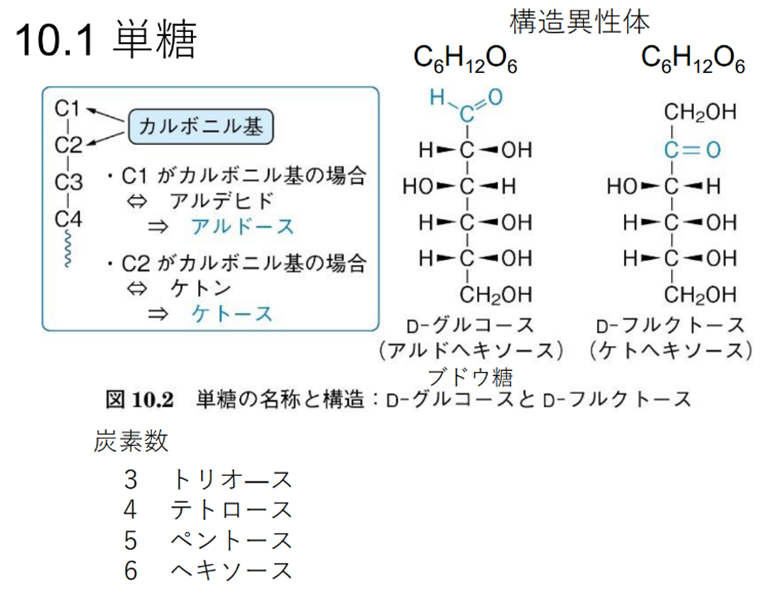 10.1 単糖
構造異性体
C6H12O6
C6H12O6
C1
C2
C3
C4
カルボニル基
・C1 がカルボニル基の場合
⇔ アルデヒド
⇒ アルドース
・C2 がカルボニル基の場合
⇔ ケトン
⇒ ケトース
H
C=O
H C OH
HO C H
H C OH
H C OH
CH2OH
D-グルコース
(アルドヘキソース)
ブドウ糖
CH2OH
C=O
HO C H
H C OH
H C OH
CH2OH
D-フルクトース
(ケトヘキソース)
図 10.2 単糖の名称と構造：D-グルコースと D-フルクトース
炭素数
3 トリオース
4 テトロース
5 ペントース
6 ヘキソース